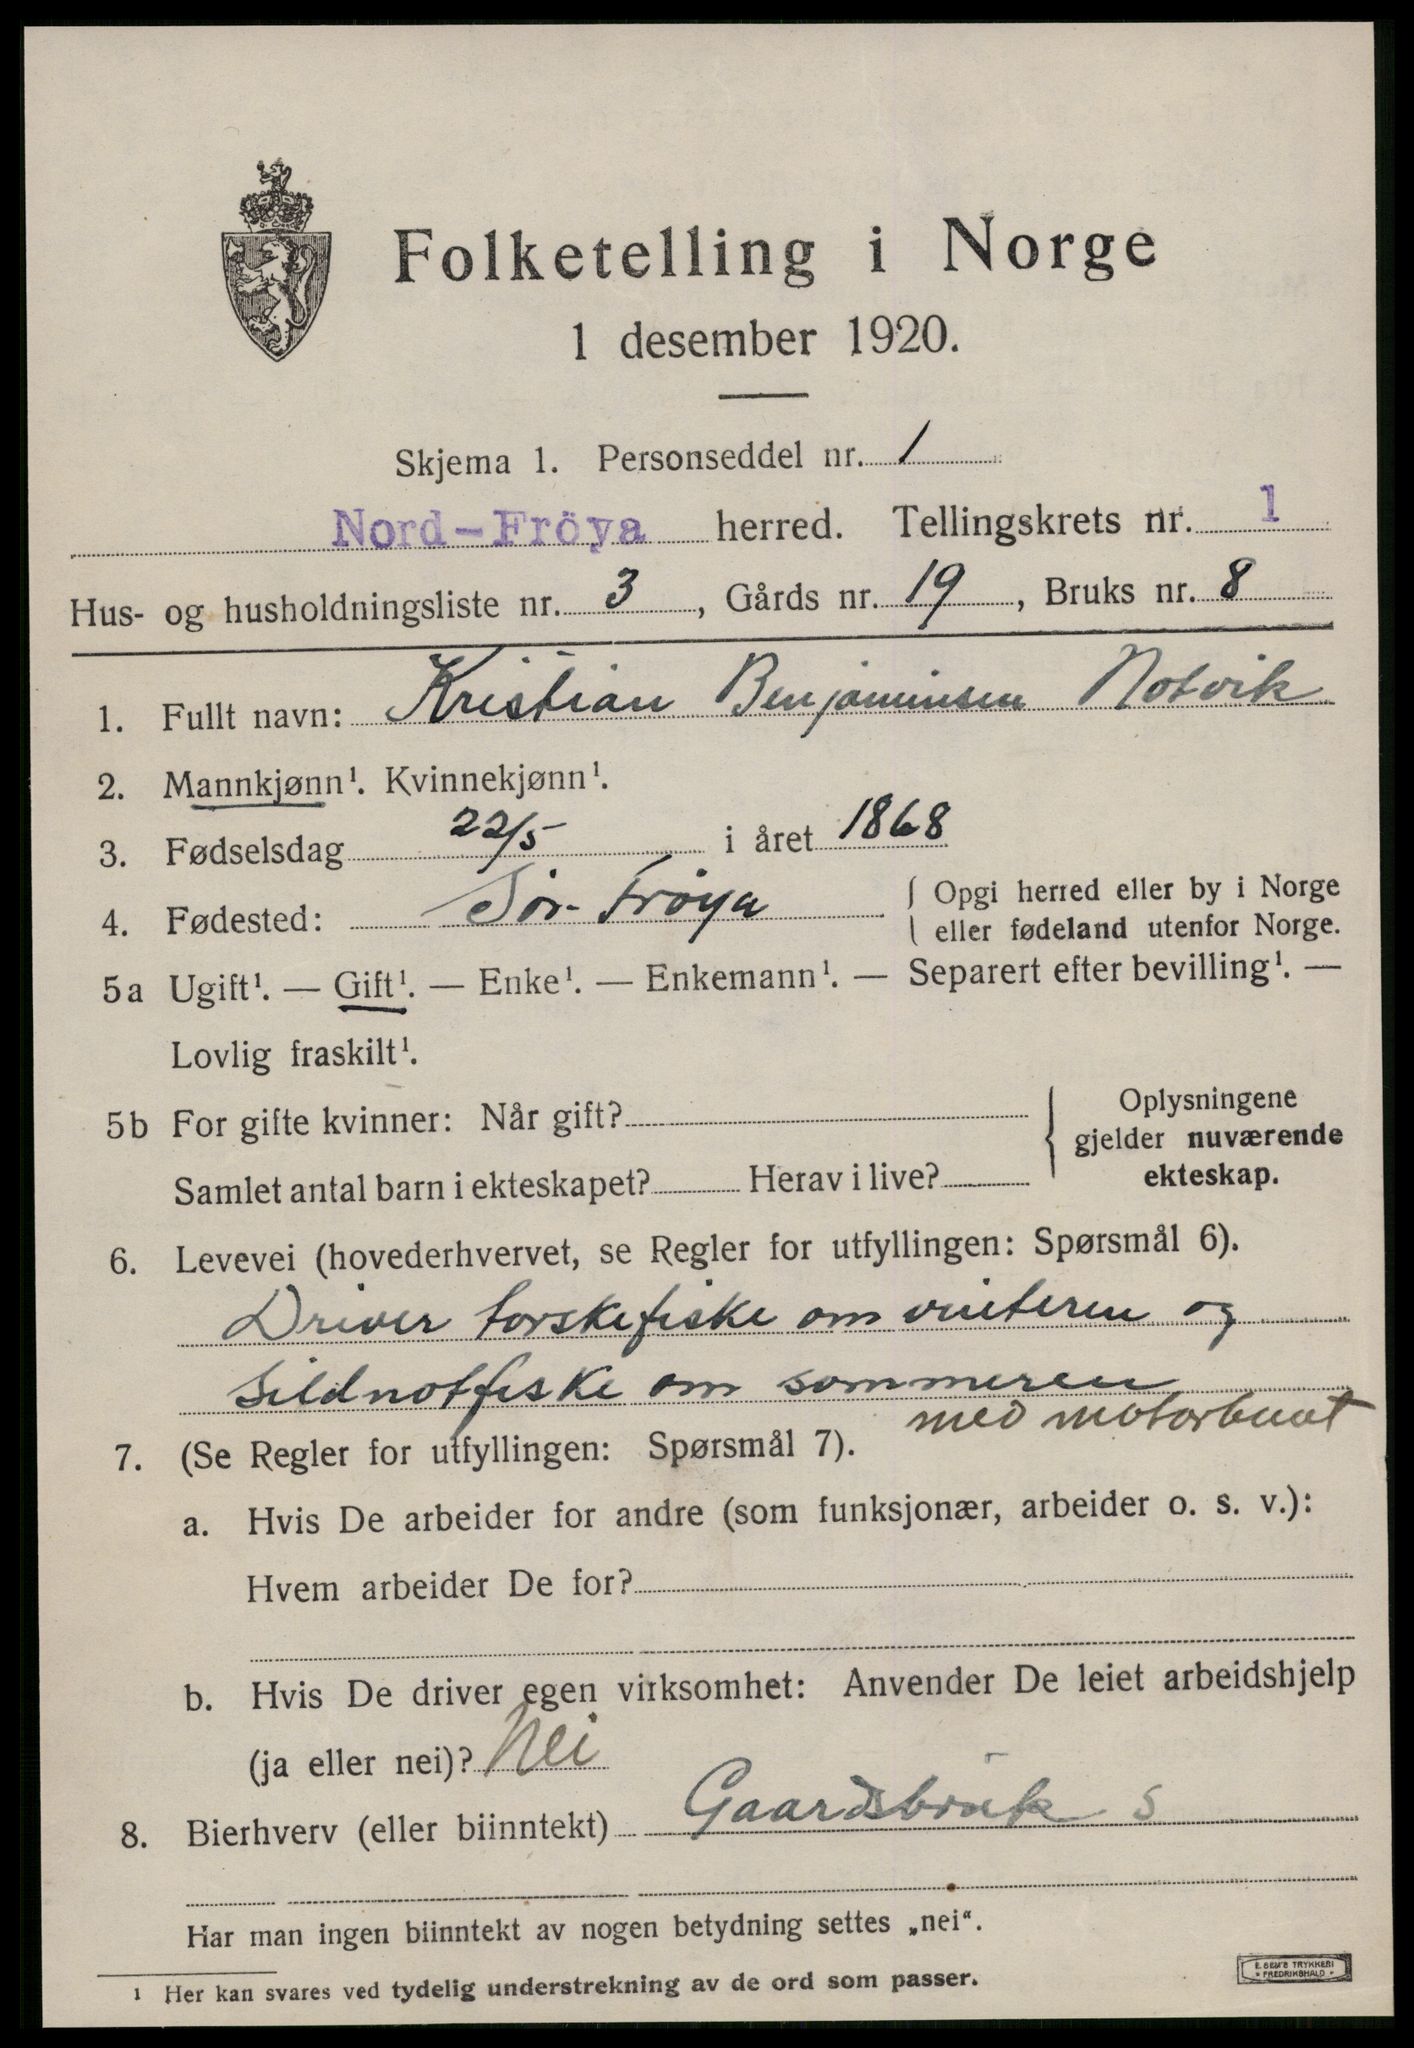 Folketelling i Norge
1 desember 1920.
Skjema 1. Personseddel nr. 1
Nord-Fröya herred. Tellingskrets nr. 1
Hus- og husholdningsliste nr. 3, Gårds nr. 19, Bruks nr. 8
1. Fullt navn: Kristian Benjaminsen Notvik
2. Mannkjønn¹. Kvinnekjønn¹.
3. Fødselsdag 22/5 i året 1868
4. Fødested: Sör-Fröya { Opgi herred eller by i Norge
eller fødeland utenfor Norge.
5a Ugift¹. — Gift¹. — Enke¹. — Enkemann¹. — Separert efter bevilling¹. —
Lovlig fraskilt¹.
5b For gifte kvinner: Når gift? { Oplysningene
gjelder nuværende
Samlet antal barn i ekteskapet? Herav i live? ekteskap.
6. Levevei (hovederhvervet, se Regler for utfyllingen: Spørsmål 6).
Driver torskefiske om vinteren og
sildnotfiske om sommeren
med motorbaat
7. (Se Regler for utfyllingen: Spørsmål 7).
a. Hvis De arbeider for andre (som funksjonær, arbeider o. s. v.):
Hvem arbeider De for?
b. Hvis De driver egen virksomhet: Anvender De leiet arbeidshjelp
(ja eller nei)? Nei
8. Bierhverv (eller biinntekt) Gaardsbruk s
Har man ingen biinntekt av nogen betydning settes „nei“.
¹ Her kan svares ved tydelig understrekning av de ord som passer.
E. SEM'S TRYKKERI
• FREDRIKSHALD •